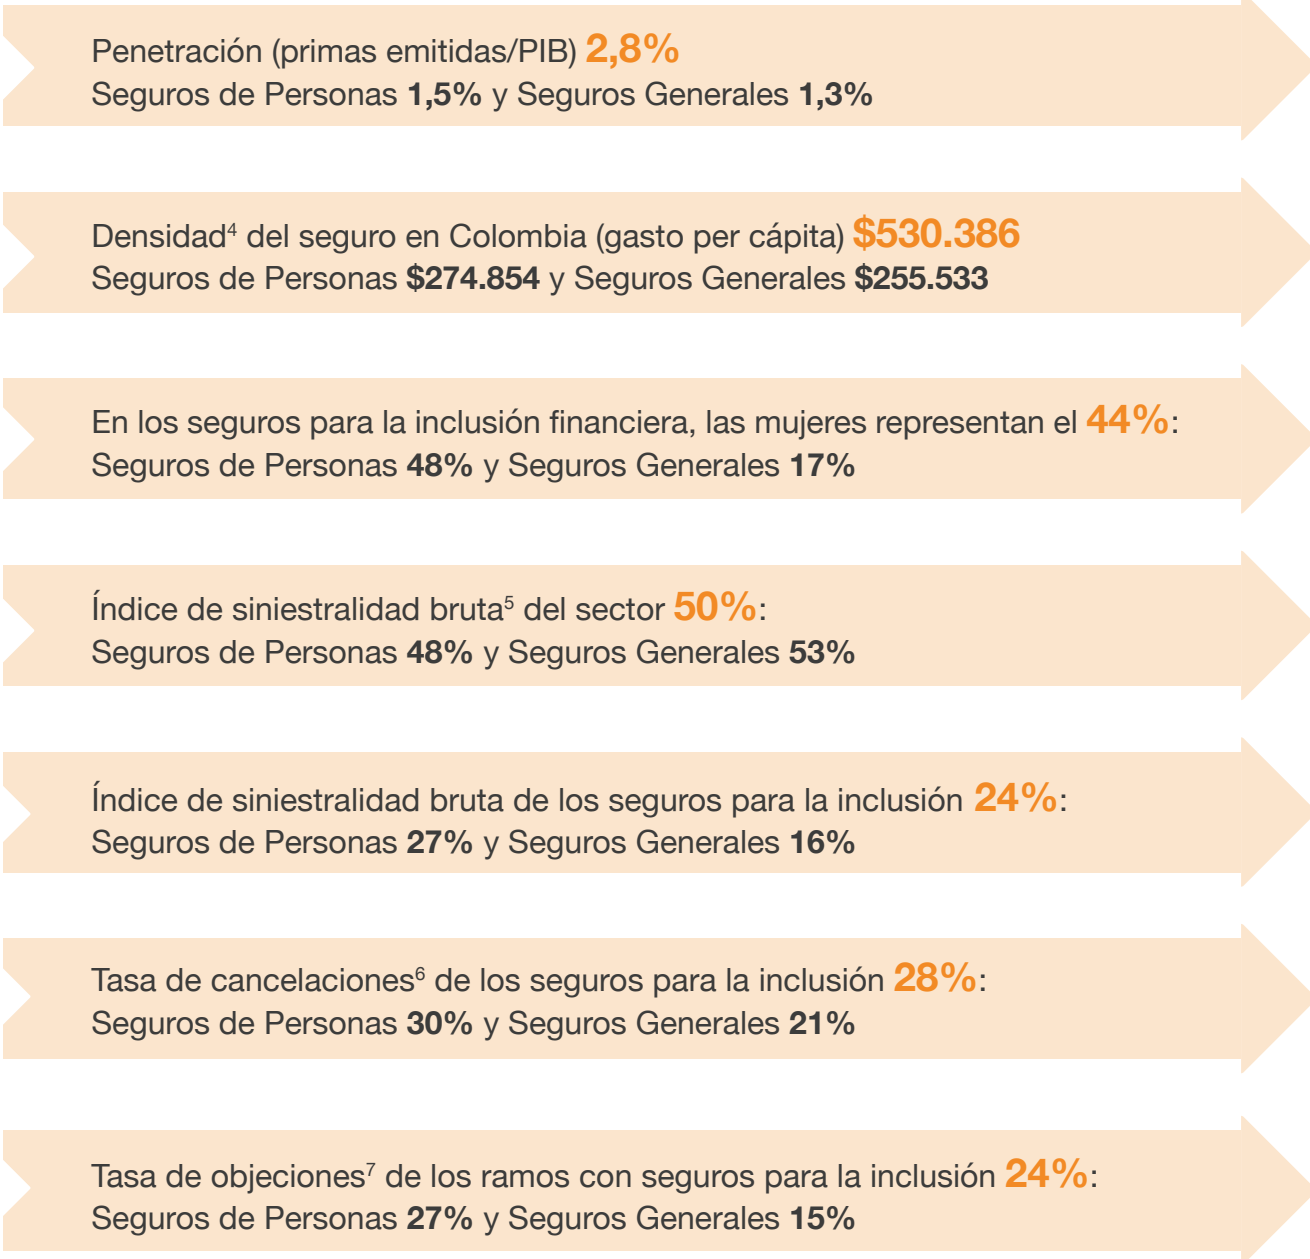 Penetración (primas emitidas/PIB) 2,8%
Seguros de Personas 1,5% y Seguros Generales 1,3%
Densidad⁴ del seguro en Colombia (gasto per cápita) $530.386
Seguros de Personas $274.854 y Seguros Generales $255.533
En los seguros para la inclusión financiera, las mujeres representan el 44%:
Seguros de Personas 48% y Seguros Generales 17%
Índice de siniestralidad bruta⁵ del sector 50%:
Seguros de Personas 48% y Seguros Generales 53%
Índice de siniestralidad bruta de los seguros para la inclusión 24%:
Seguros de Personas 27% y Seguros Generales 16%
Tasa de cancelaciones⁶ de los seguros para la inclusión 28%:
Seguros de Personas 30% y Seguros Generales 21%
Tasa de objeciones⁷ de los ramos con seguros para la inclusión 24%:
Seguros de Personas 27% y Seguros Generales 15%